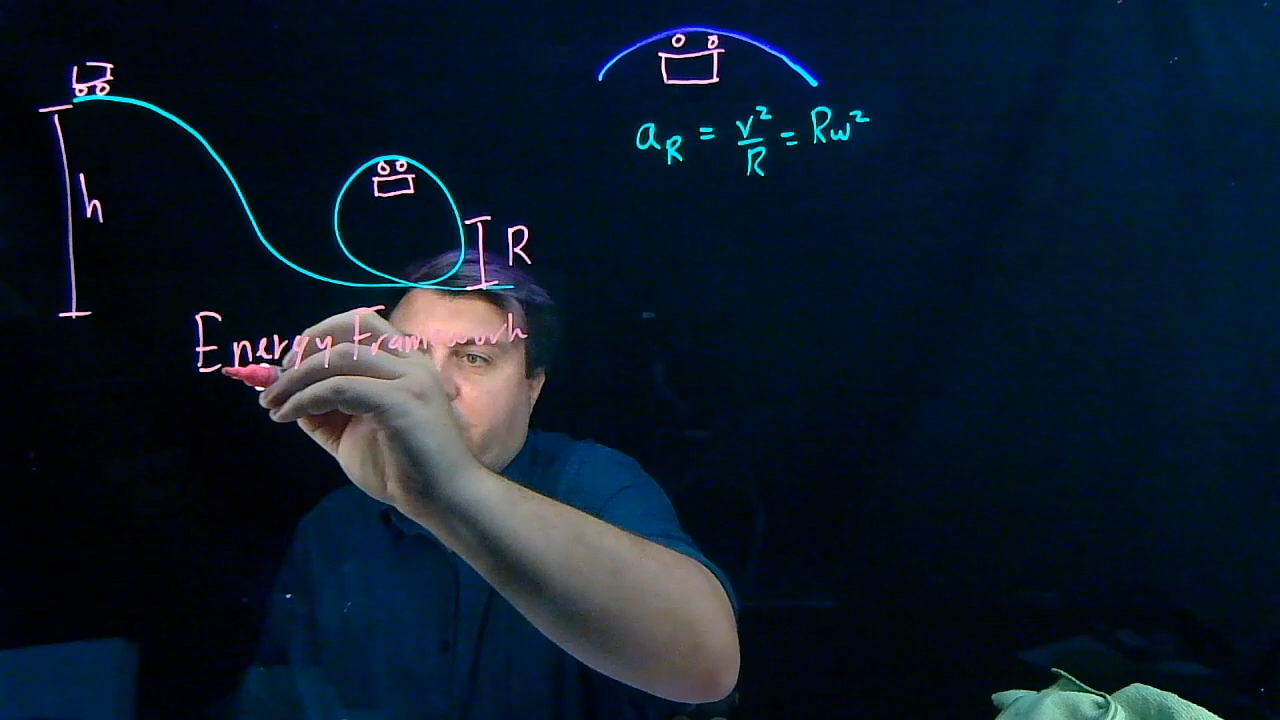 h
R
Energy Framework
a_R = v²/R = Rω²